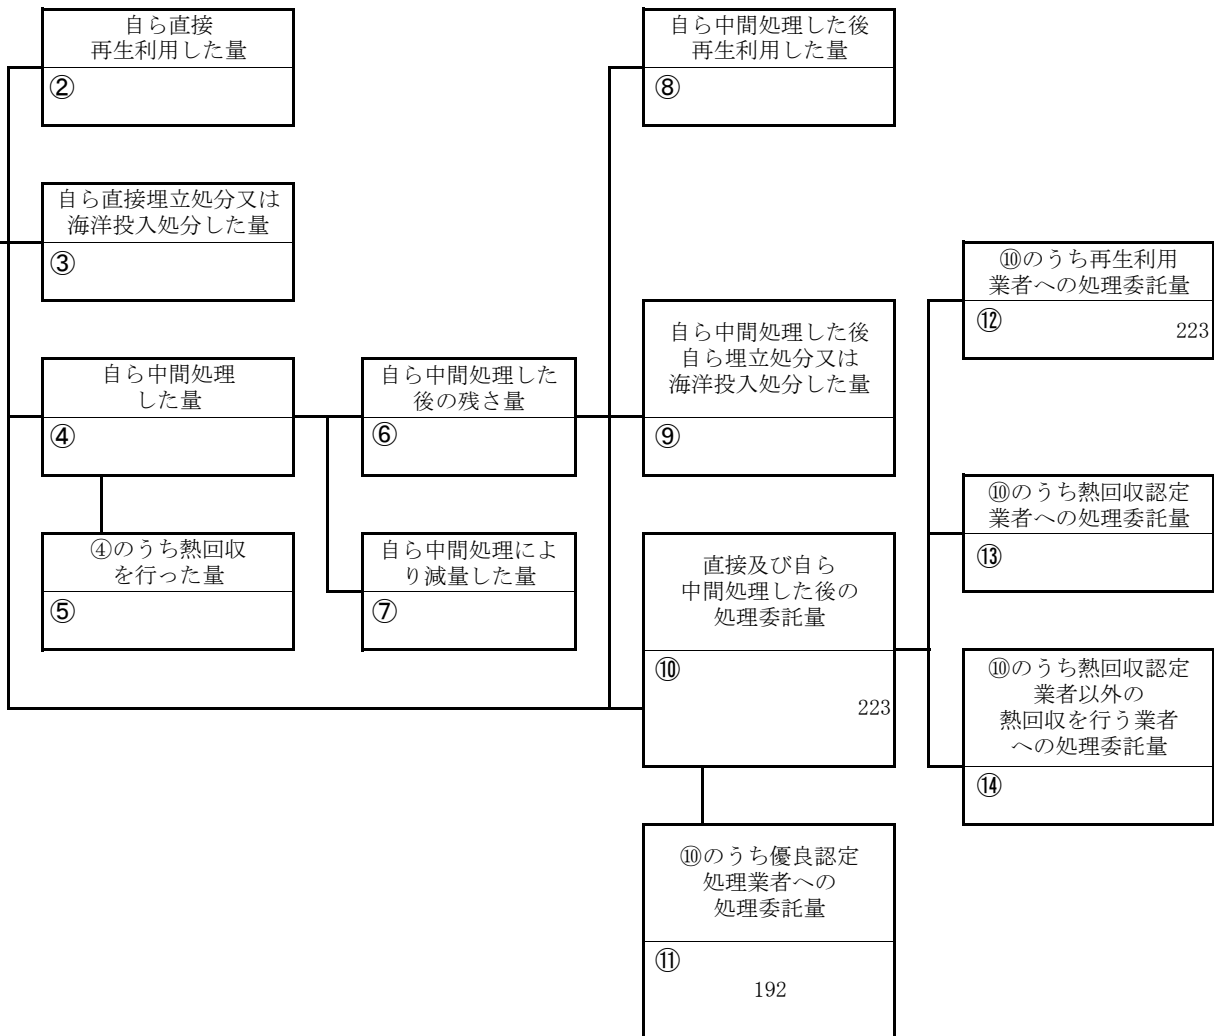 自ら直接
再生利用した量
②
自ら直接埋立処分又は
海洋投入処分した量
③
自ら中間処理
した量
④
④のうち熱回収
を行った量
⑤
自ら中間処理した
後の残さ量
⑥
自ら中間処理によ
り減量した量
⑦
自ら中間処理した後
再生利用した量
⑧
自ら中間処理した後
自ら埋立処分又は
海洋投入処分した量
⑨
直接及び自ら
中間処理した後の
処理委託量
⑩
223
⑩のうち優良認定
処理業者への
処理委託量
⑪
192
⑩のうち再生利用
業者への処理委託量
⑫
223
⑩のうち熱回収認定
業者への処理委託量
⑬
⑩のうち熱回収認定
業者以外の
熱回収を行う業者
への処理委託量
⑭